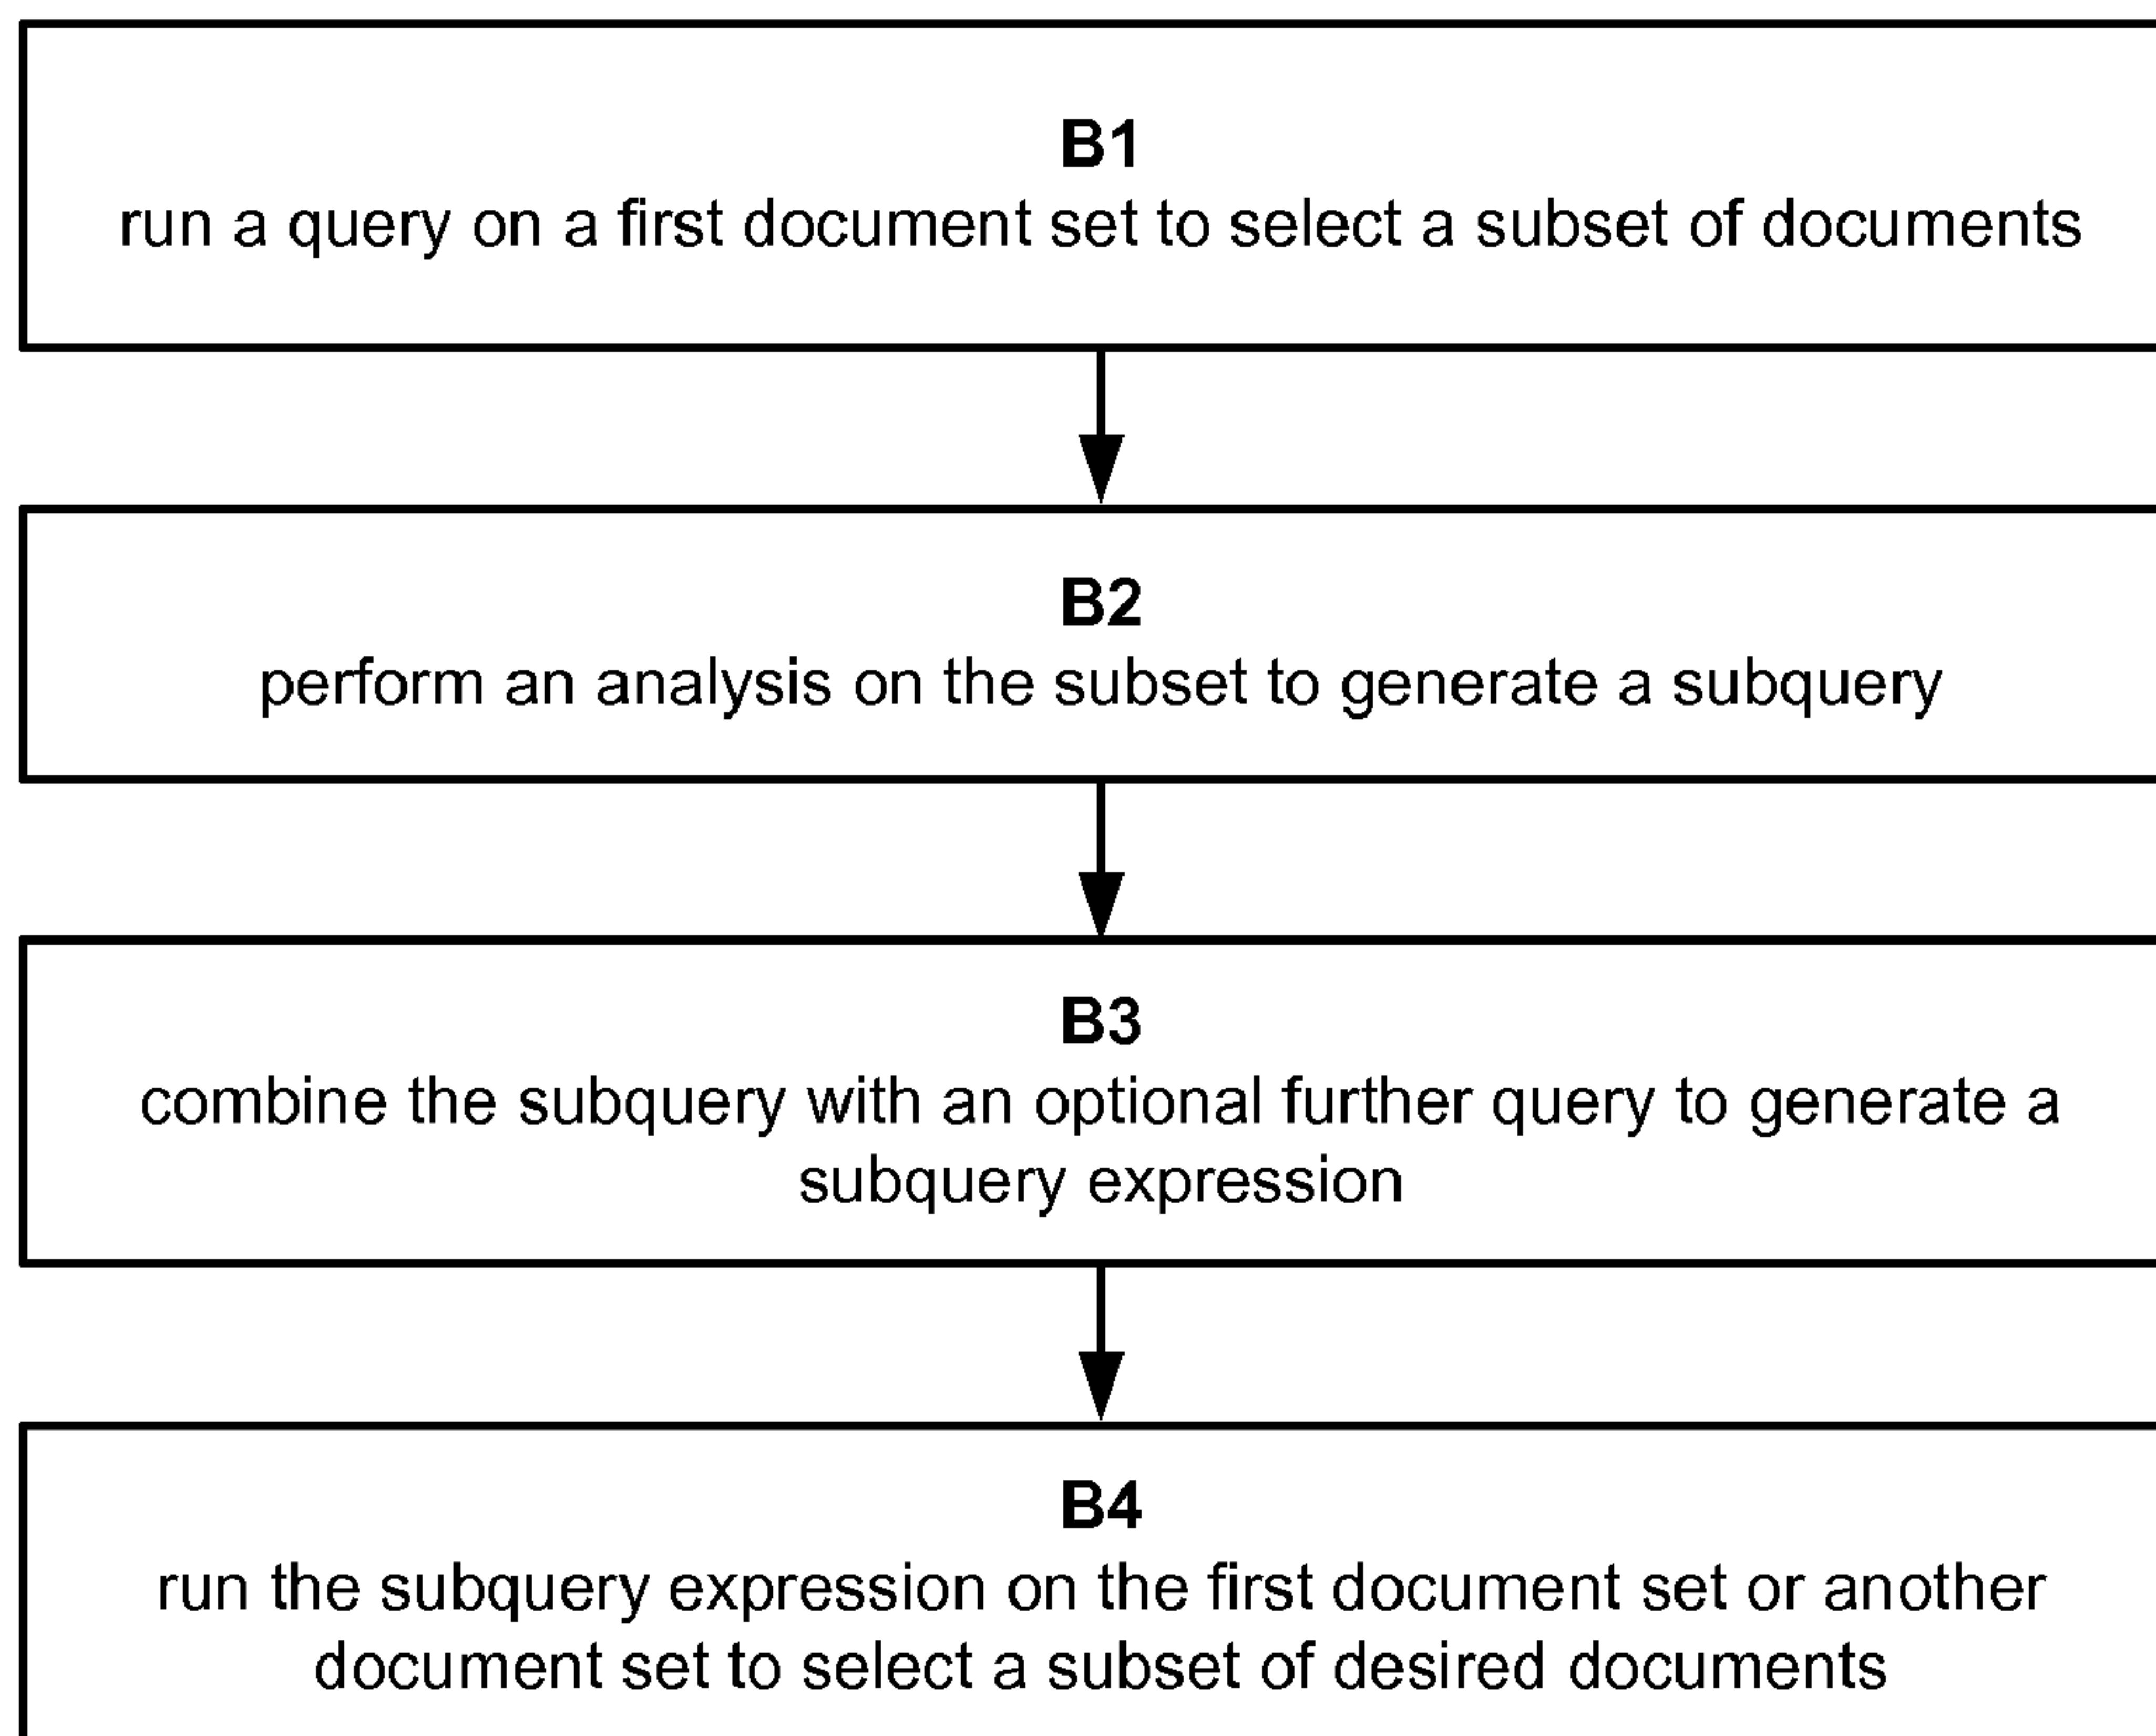 B1
run a query on a first document set to select a subset of documents
B2
perform an analysis on the subset to generate a subquery
B3
combine the subquery with an optional further query to generate a
subquery expression
B4
run the subquery expression on the first document set or another
document set to select a subset of desired documents